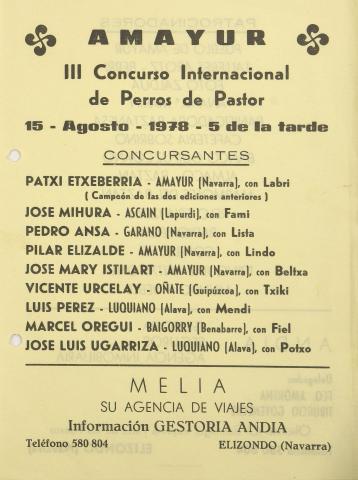 AMAYUR
III Concurso Internacional
de Perros de Pastor
15 - Agosto - 1978 - 5 de la tarde
CONCURSANTES
PATXI ETXEBERRIA - AMAYUR [Navarra], con Labri
( Campeón de las dos ediciones anteriores )
JOSE MIHURA - ASCAIN [Lapurdi], con Fami
PEDRO ANSA - GARANO [Navarra], con Lista
PILAR ELIZALDE - AMAYUR [Navarra], con Lindo
JOSE MARY ISTILART - AMAYUR [Navarra], con Beltxa
VICENTE URCELAY - OÑATE [Guipúzcoa], con Txiki
LUIS PEREZ - LUQUIANO [Alava], con Mendi
MARCEL OREGUI - BAIGORRY [Benabarre], con Fiel
JOSE LUIS UGARRIZA - LUQUIANO [Alava], con Potxo
MELIA
SU AGENCIA DE VIAJES
Información GESTORIA ANDIA
Teléfono 580 804 ELIZONDO (Navarra)